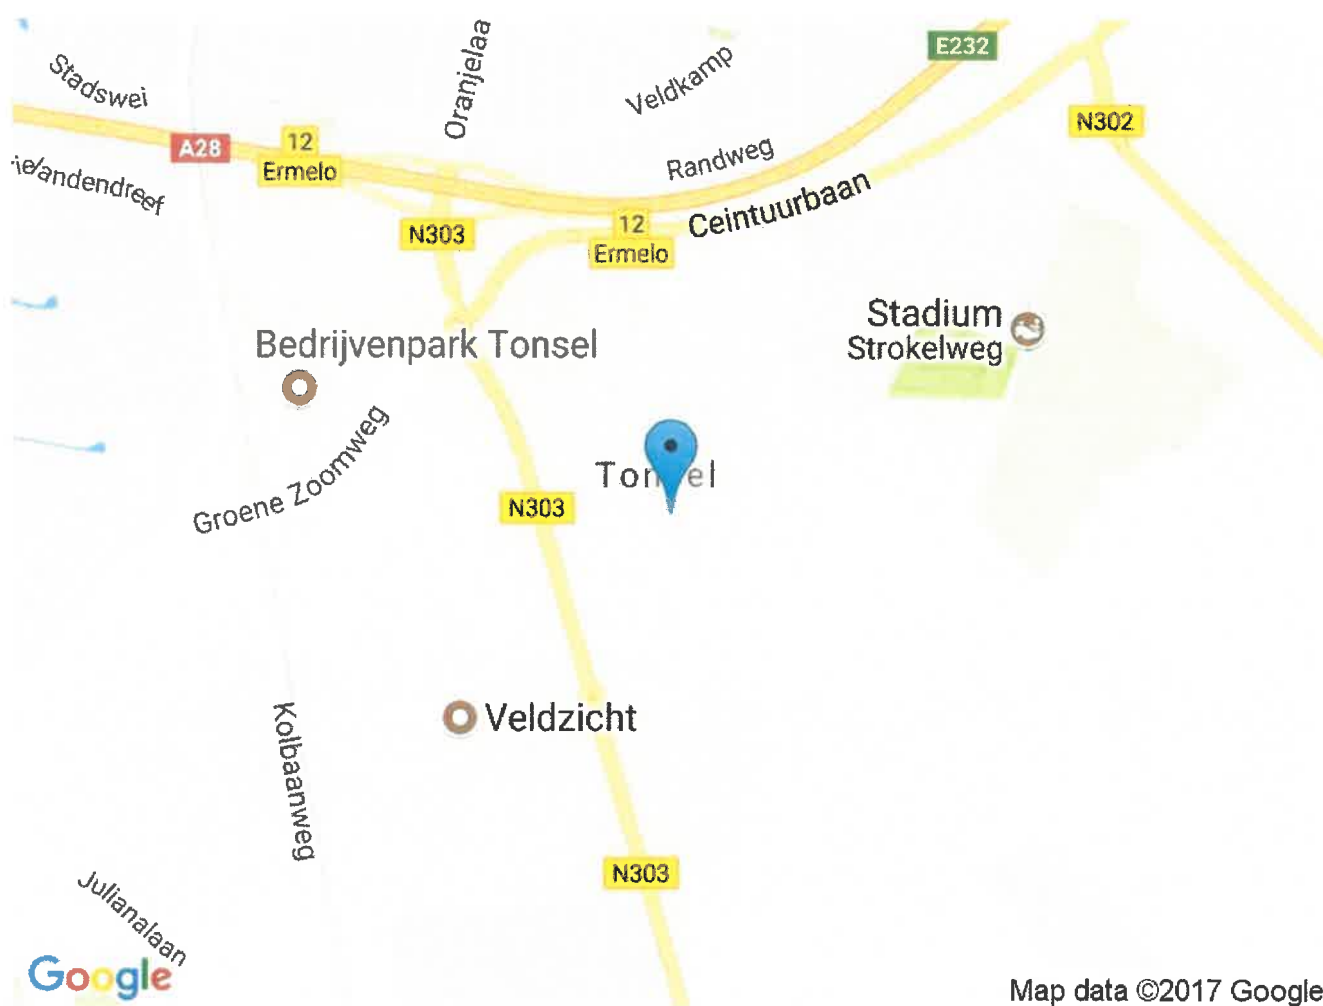 Stadswei
Oranjelaa
Veldkamp
E232
N302
A28
12
Ermelo
Randweg
Ceintuurbaan
N303
12
Ermelo
Stadium
Strokelweg
Bedrijvenpark Tonsel
Groene Zoomweg
N303
Veldzicht
Kolbaanweg
N303
Julianalaan
Google
Map data ©2017 Google